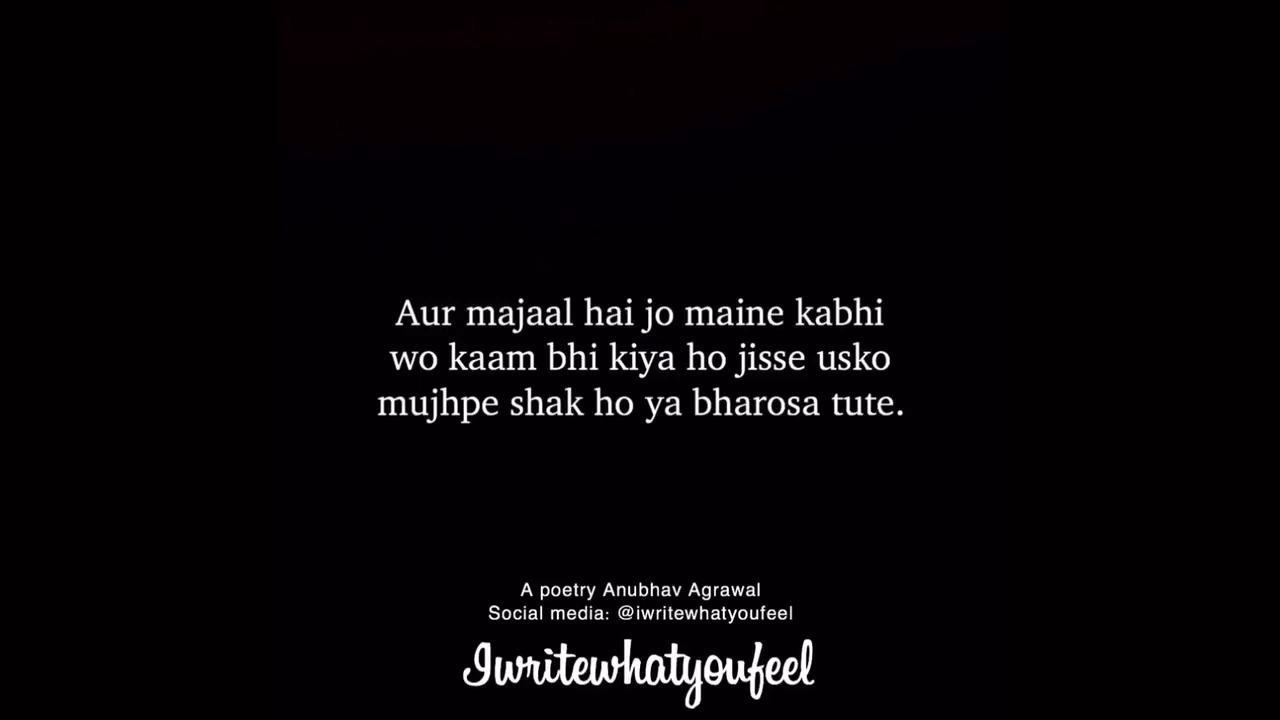 Aur majaal hai jo maine kabhi
wo kaam bhi kiya ho jisse usko
mujhpe shak ho ya bharosa tute.
A poetry Anubhav Agrawal
Social media: @iwritewhatyoufeel
Iwritewhatyoufeel